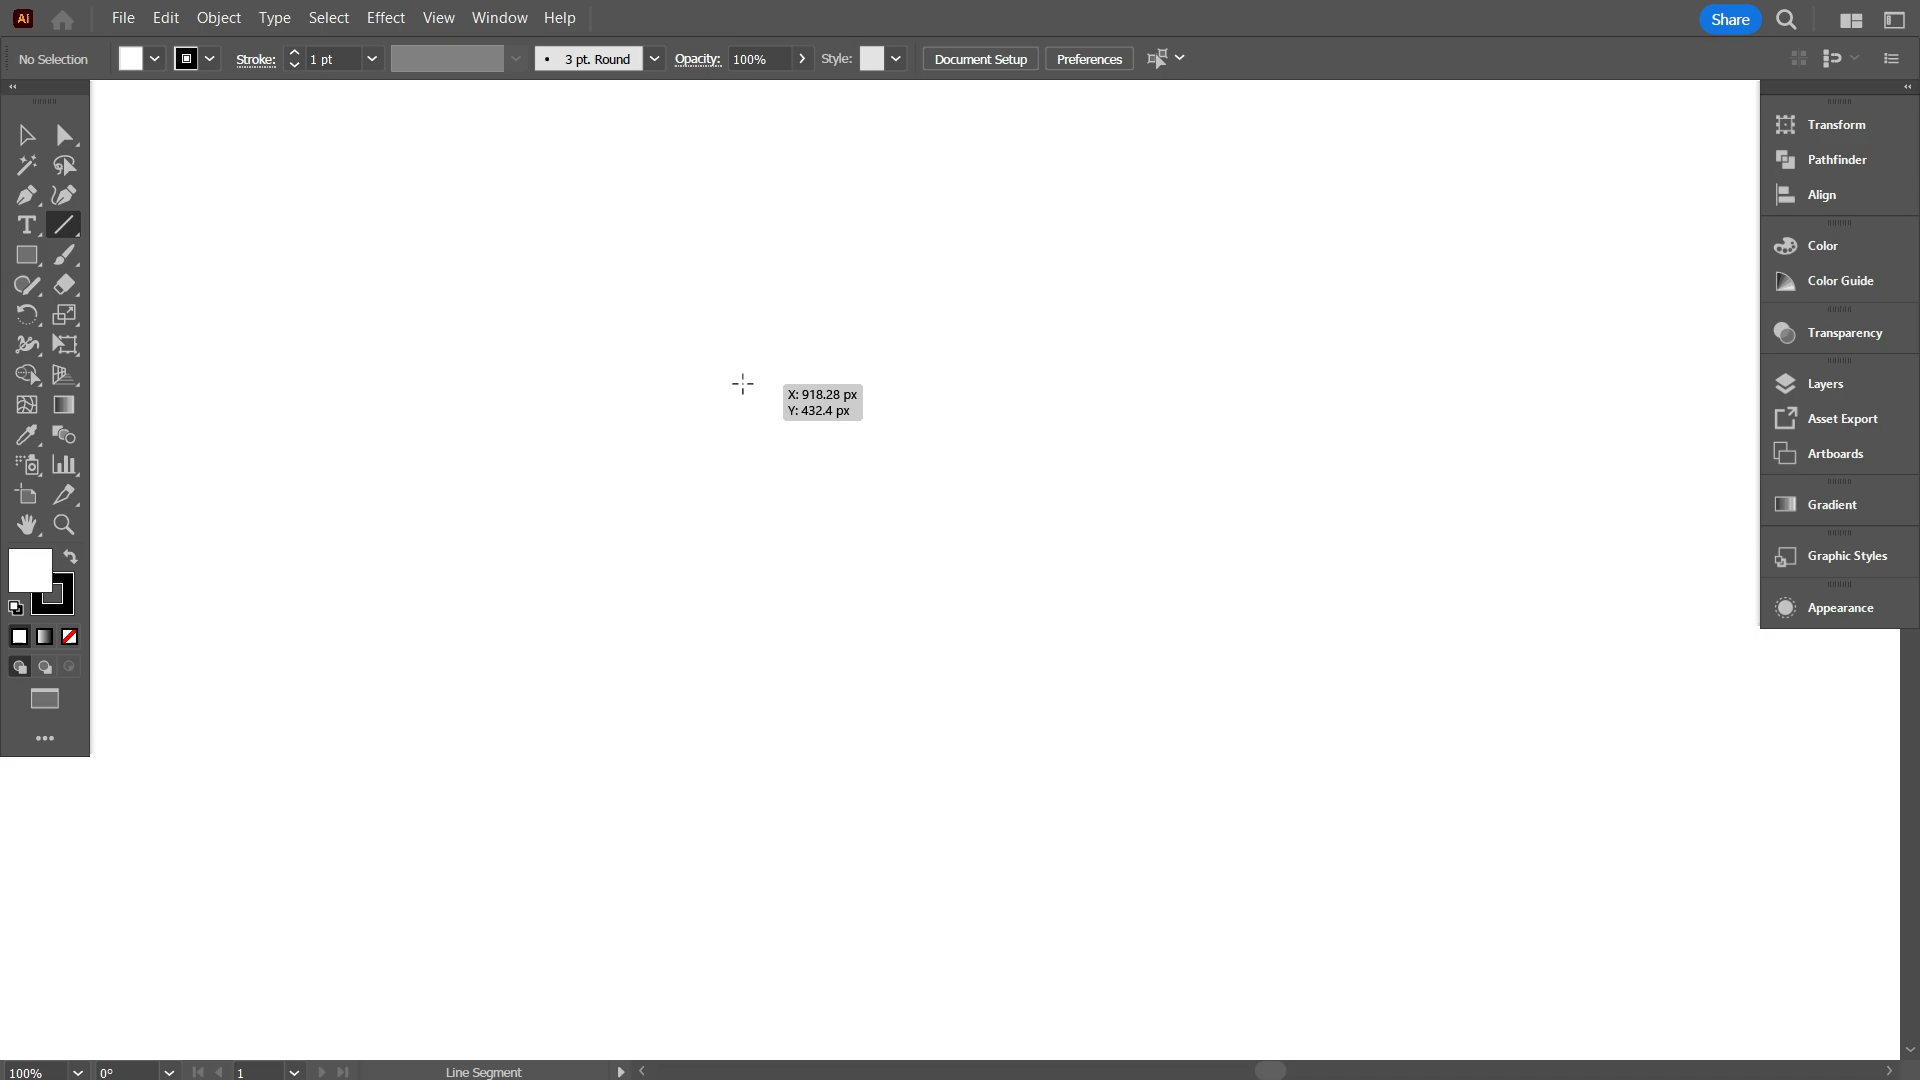 Ai File Edit Object Type Select Effect View Window Help Share
No Selection Stroke: 1 pt 3 pt. Round Opacity: 100% Style: Document Setup Preferences
Transform
Pathfinder
Align
Color
Color Guide
Transparency
Layers
X: 918.28 px
Y: 432.4 px
Asset Export
Artboards
Gradient
Graphic Styles
Appearance
100% 0° 1 Line Segment